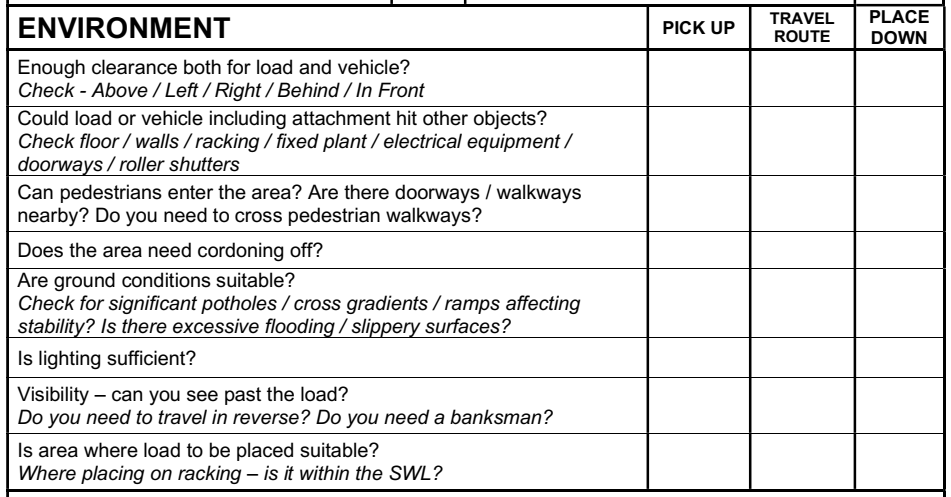 ENVIRONMENT PICK UP TRAVEL ROUTE PLACE DOWN
Enough clearance both for load and vehicle?
Check - Above / Left / Right / Behind / In Front
Could load or vehicle including attachment hit other objects?
Check floor / walls / racking / fixed plant / electrical equipment /
doorways / roller shutters
Can pedestrians enter the area? Are there doorways / walkways
nearby? Do you need to cross pedestrian walkways?
Does the area need cordoning off?
Are ground conditions suitable?
Check for significant potholes / cross gradients / ramps affecting
stability? Is there excessive flooding / slippery surfaces?
Is lighting sufficient?
Visibility – can you see past the load?
Do you need to travel in reverse? Do you need a banksman?
Is area where load to be placed suitable?
Where placing on racking – is it within the SWL?